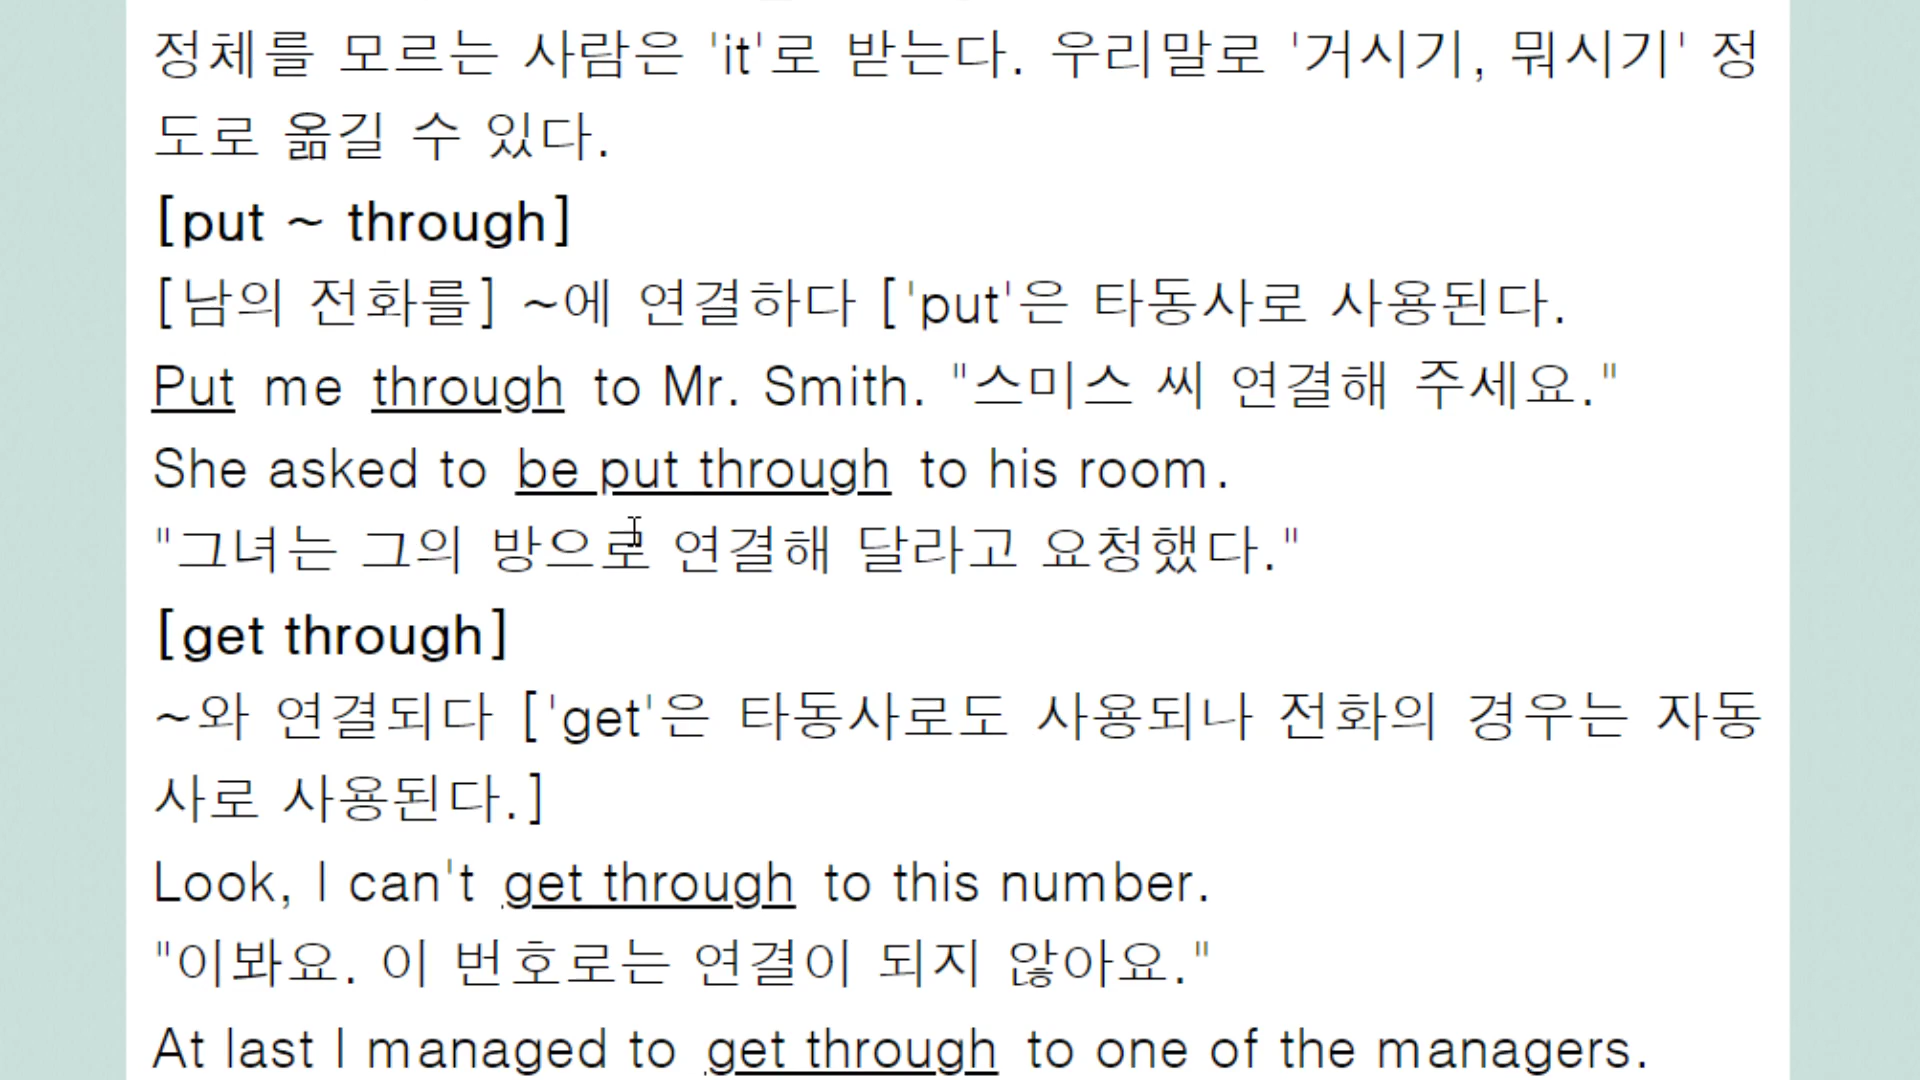 정체를 모르는 사람은 'it'로 받는다. 우리말로 '거시기, 뭐시기' 정
도로 옮길 수 있다.
[put ~ through]
[남의 전화를] ~에 연결하다 ['put'은 타동사로 사용된다.
Put me through to Mr. Smith. "스미스 씨 연결해 주세요."
She asked to be put through to his room.
"그녀는 그의 방으로 연결해 달라고 요청했다."
[get through]
~와 연결되다 ['get'은 타동사로도 사용되나 전화의 경우는 자동
사로 사용된다.]
Look, I can't get through to this number.
"이봐요. 이 번호로는 연결이 되지 않아요."
At last I managed to get through to one of the managers.